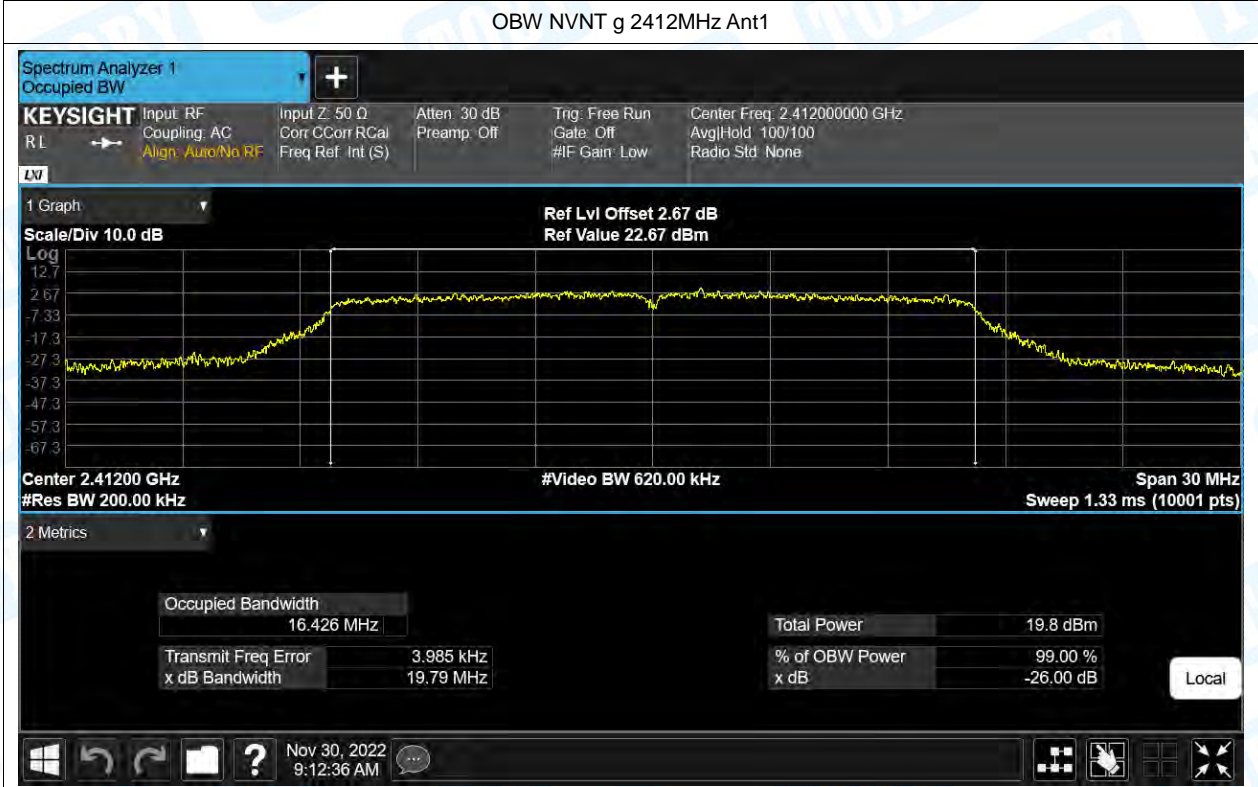 OBW NVNT g 2412MHz Ant1
Spectrum Analyzer 1
Occupied BW
KEYSIGHT
R L
LXI
Input: RF
Coupling: AC
Align: Auto/No RF
Input Z: 50 Ω
Corr CCorr RCal
Freq Ref: Int (S)
Atten: 30 dB
Preamp: Off
Trig: Free Run
Gate: Off
#IF Gain: Low
Center Freq: 2.412000000 GHz
Avg|Hold: 100/100
Radio Std: None
1 Graph
Scale/Div 10.0 dB
Ref Lvl Offset 2.67 dB
Ref Value 22.67 dBm
Log
12.7
2.67
-7.33
-17.3
-27.3
-37.3
-47.3
-57.3
-67.3
Center 2.41200 GHz
#Res BW 200.00 kHz
#Video BW 620.00 kHz
Span 30 MHz
Sweep 1.33 ms (10001 pts)
2 Metrics
Occupied Bandwidth
16.426 MHz
Transmit Freq Error 3.985 kHz
x dB Bandwidth 19.79 MHz
Total Power 19.8 dBm
% of OBW Power 99.00 %
x dB -26.00 dB
Local
?
Nov 30, 2022
9:12:36 AM